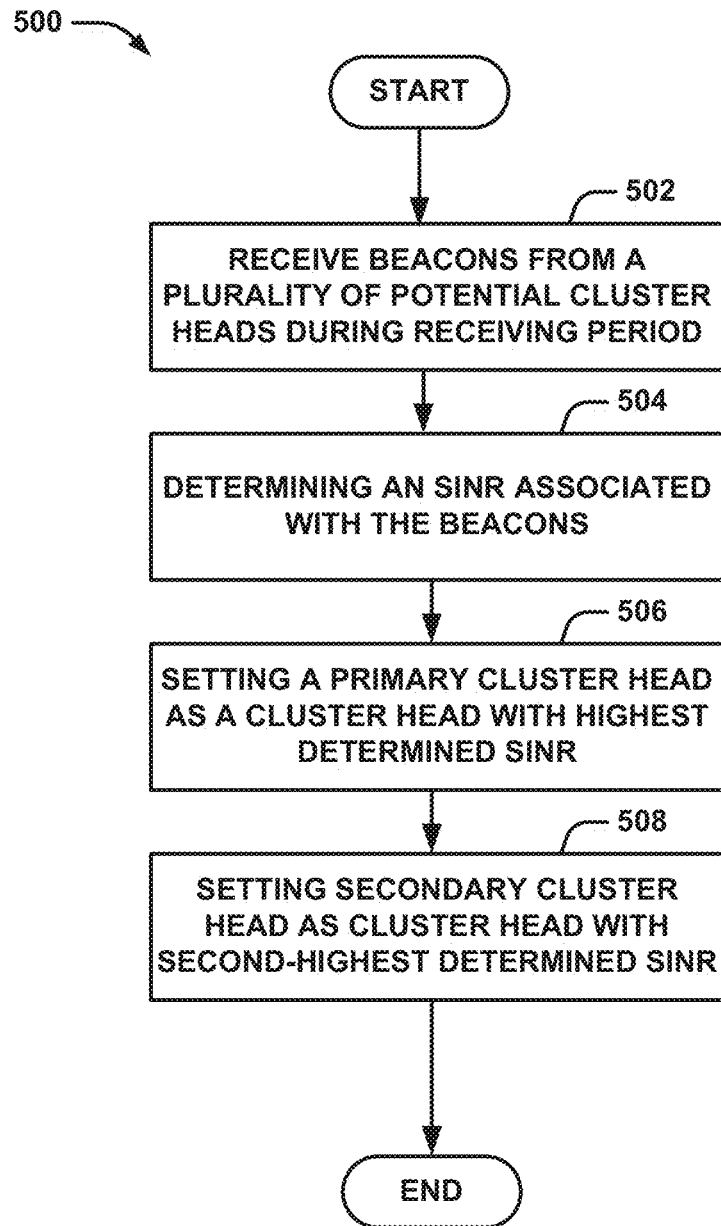 500
START
502
RECEIVE BEACONS FROM A
PLURALITY OF POTENTIAL CLUSTER
HEADS DURING RECEIVING PERIOD
504
DETERMINING AN SINR ASSOCIATED
WITH THE BEACONS
506
SETTING A PRIMARY CLUSTER HEAD
AS A CLUSTER HEAD WITH HIGHEST
DETERMINED SINR
508
SETTING SECONDARY CLUSTER
HEAD AS CLUSTER HEAD WITH
SECOND-HIGHEST DETERMINED SINR
END